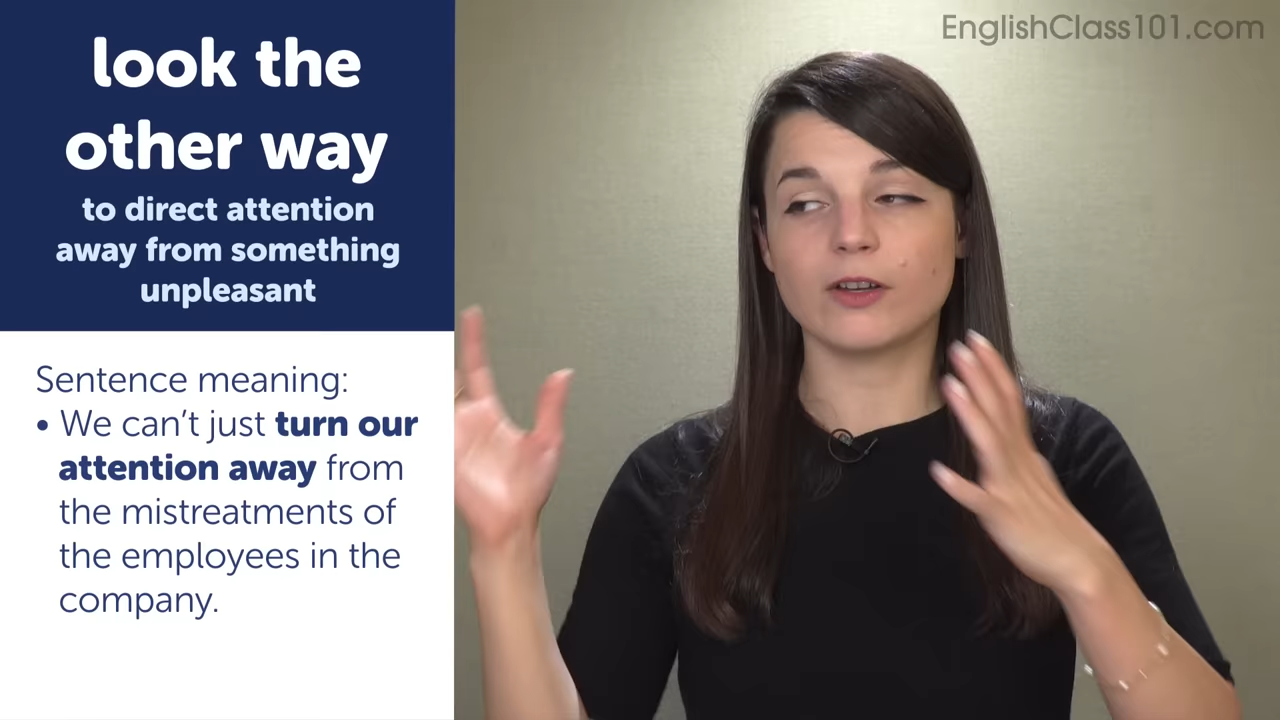 EnglishClass101.com
look the
other way
to direct attention
away from something
unpleasant
Sentence meaning:
• We can't just turn our
attention away from
the mistreatments of
the employees in the
company.